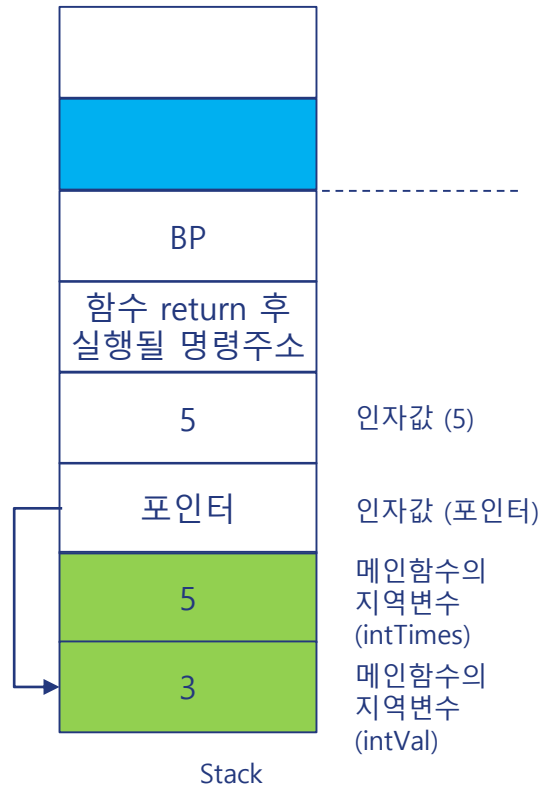 BP
함수 return 후
실행될 명령주소
5
인자값 (5)
포인터
인자값 (포인터)
5
메인함수의
지역변수
(intTimes)
3
메인함수의
지역변수
(intVal)
Stack